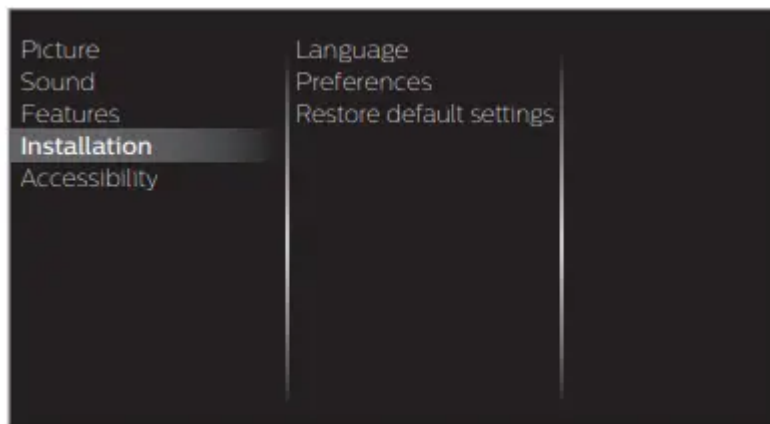 Picture
Sound
Features
Installation
Accessibility
Language
Preferences
Restore default settings